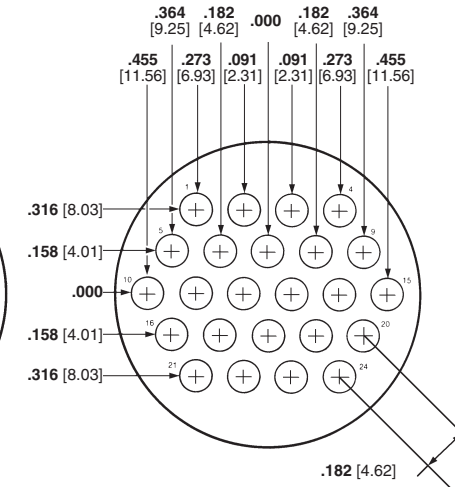 .364 .182 .000 .182 .364
[9.25] [4.62] [4.62] [9.25]
.455 .273 .091 .091 .273 .455
[11.56] [6.93] [2.31] [2.31] [6.93] [11.56]
1 4
.316 [8.03]
5 9
.158 [4.01]
10 15
.000
16 20
.158 [4.01]
21 24
.316 [8.03]
.182 [4.62]